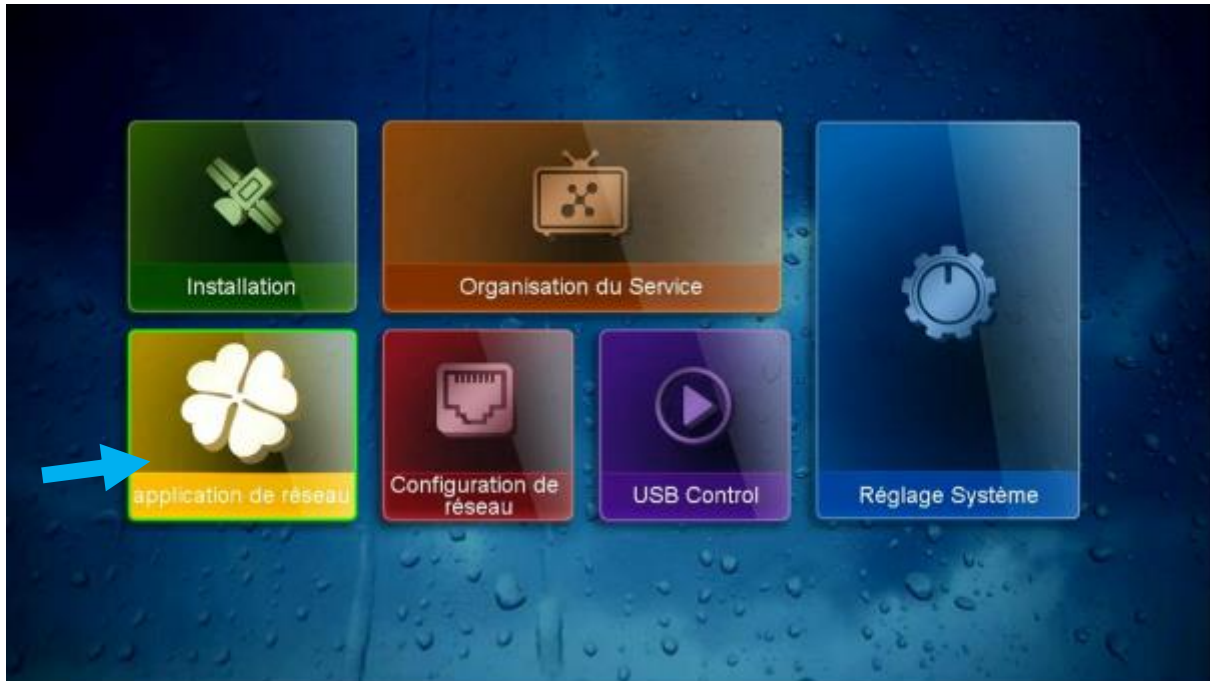 Installation
Organisation du Service
application de réseau
Configuration de
réseau
USB Control
Réglage Système